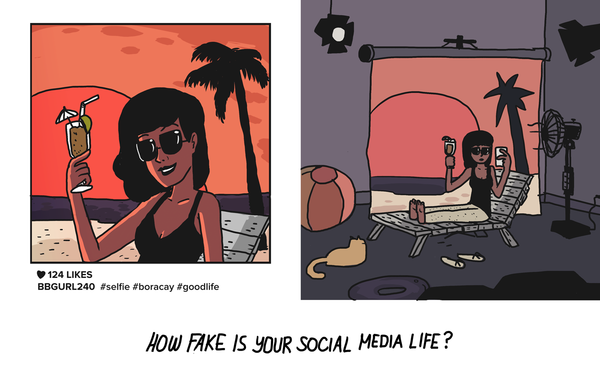 124 LIKES
BBGURL240 #selfie #boracay #goodlife
HOW FAKE IS YOUR SOCIAL MEDIA LIFE?